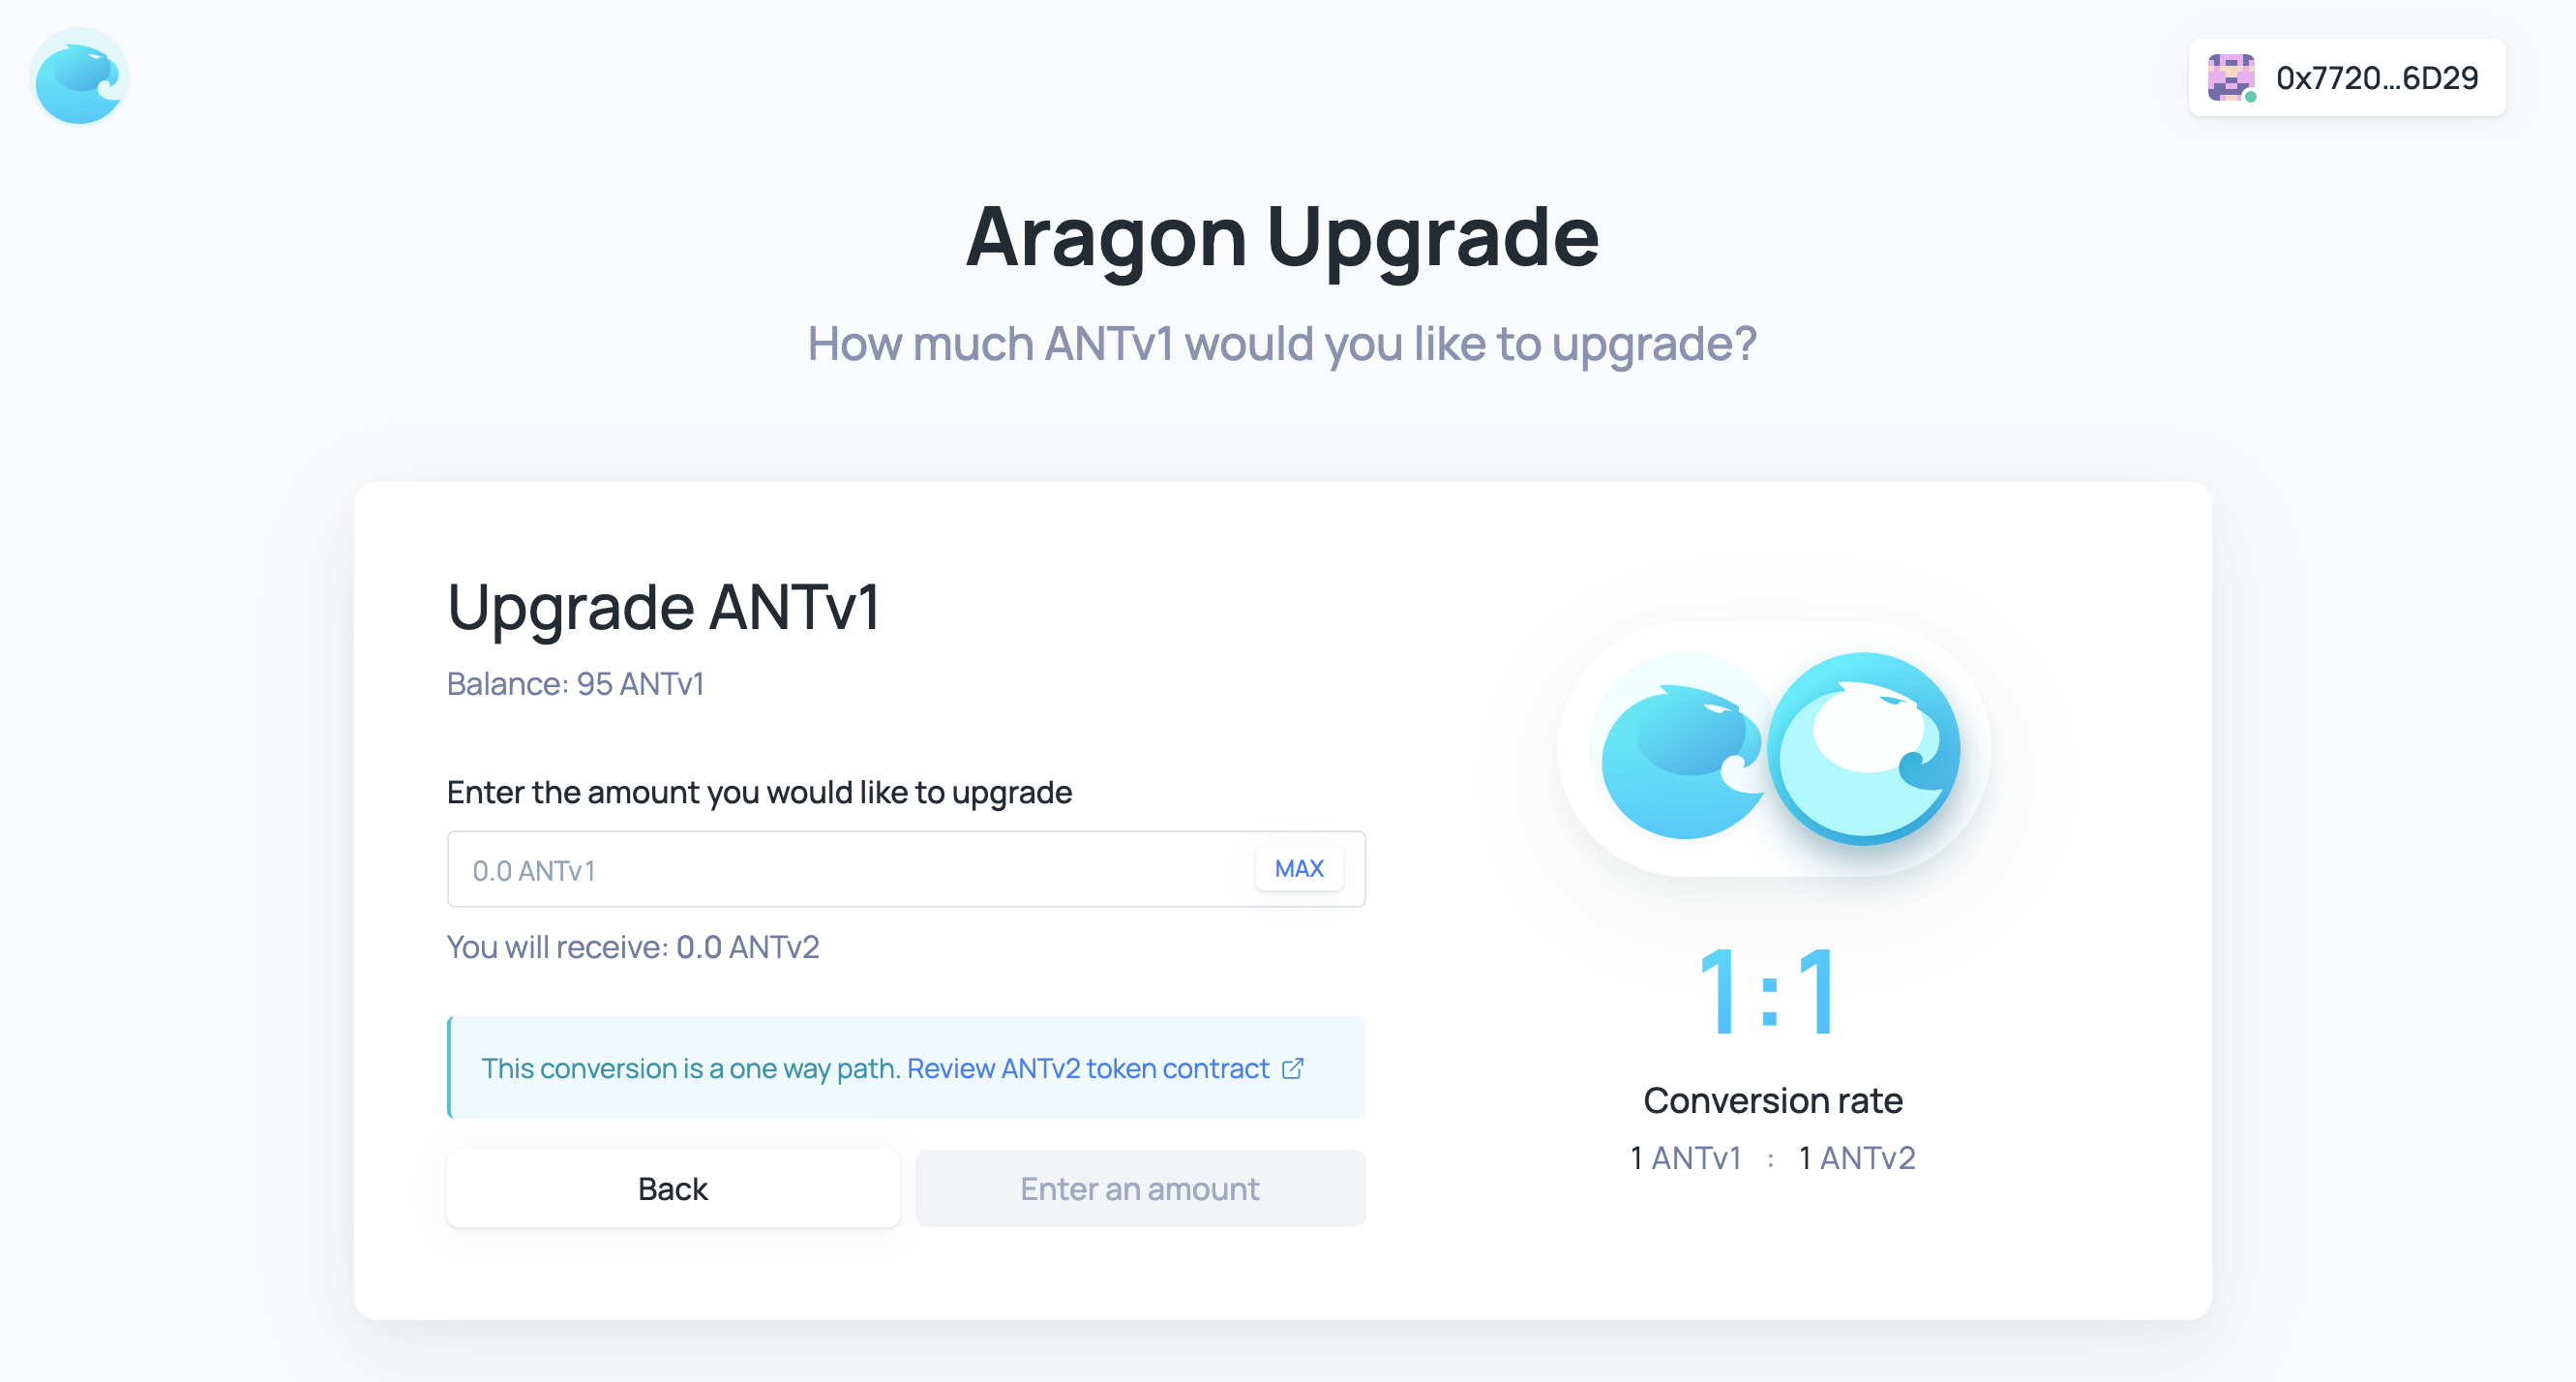 0x7720…6D29
Aragon Upgrade
How much ANTv1 would you like to upgrade?
Upgrade ANTv1
Balance: 95 ANTv1
Enter the amount you would like to upgrade
0.0 ANTv1
MAX
You will receive: 0.0 ANTv2
This conversion is a one way path. Review ANTv2 token contract
Back
Enter an amount
1:1
Conversion rate
1 ANTv1 : 1 ANTv2